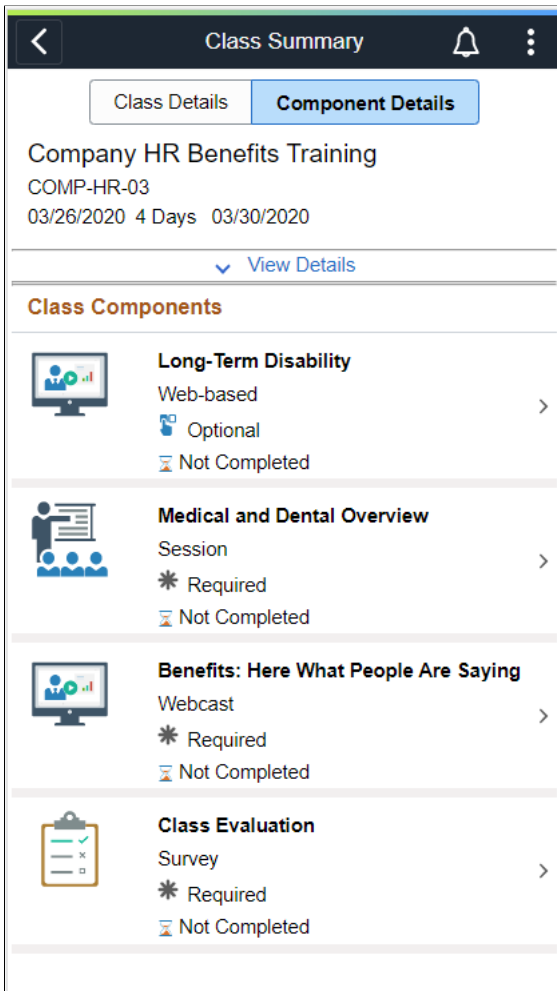 Class Summary
Class Details Component Details
Company HR Benefits Training
COMP-HR-03
03/26/2020 4 Days 03/30/2020
View Details
Class Components
Long-Term Disability
Web-based
Optional
Not Completed
Medical and Dental Overview
Session
Required
Not Completed
Benefits: Here What People Are Saying
Webcast
Required
Not Completed
Class Evaluation
Survey
Required
Not Completed